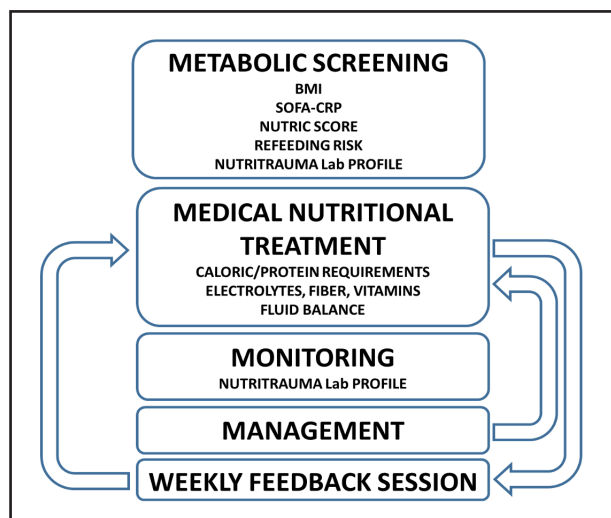 METABOLIC SCREENING
BMI
SOFA-CRP
NUTRIC SCORE
REFEEDING RISK
NUTRITRAUMA Lab PROFILE
MEDICAL NUTRITIONAL
TREATMENT
CALORIC/PROTEIN REQUIREMENTS
ELECTROLYTES, FIBER, VITAMINS
FLUID BALANCE
MONITORING
NUTRITRAUMA Lab PROFILE
MANAGEMENT
WEEKLY FEEDBACK SESSION